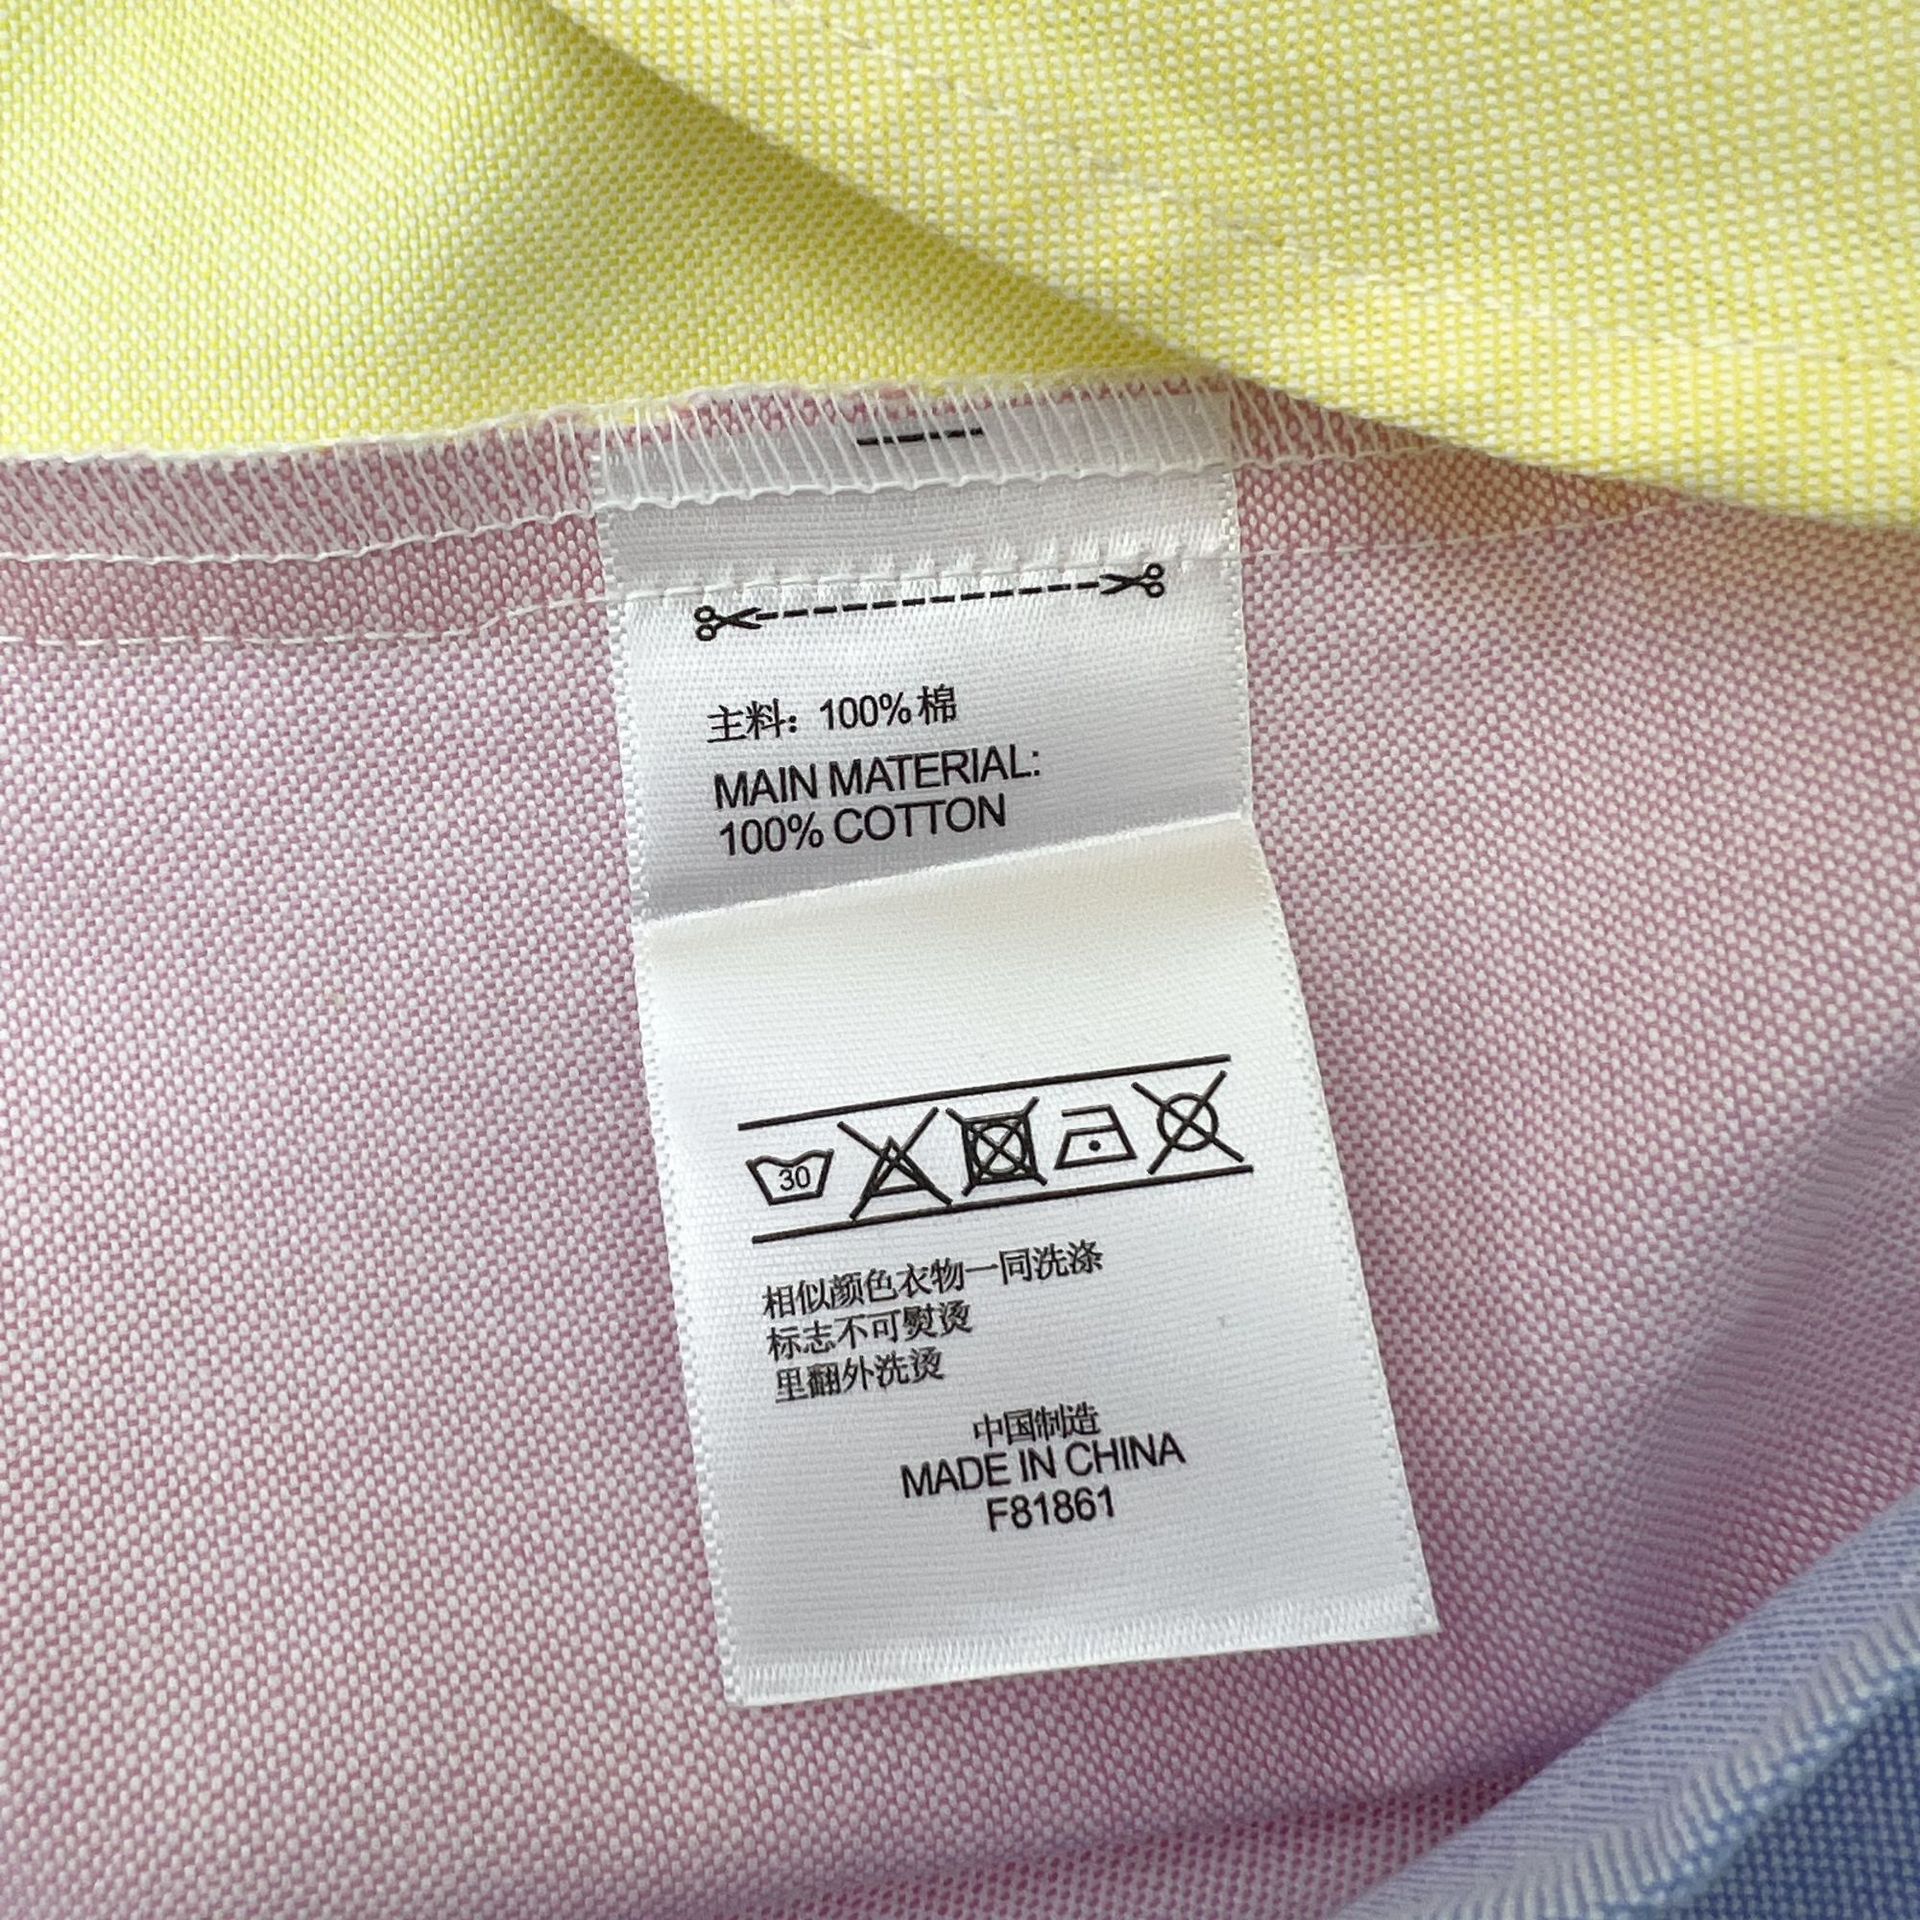 主料：100%棉
MAIN MATERIAL:
100% COTTON
30
相似颜色衣物一同洗涤
标志不可熨烫
里翻外洗烫
中国制造
MADE IN CHINA
F81861